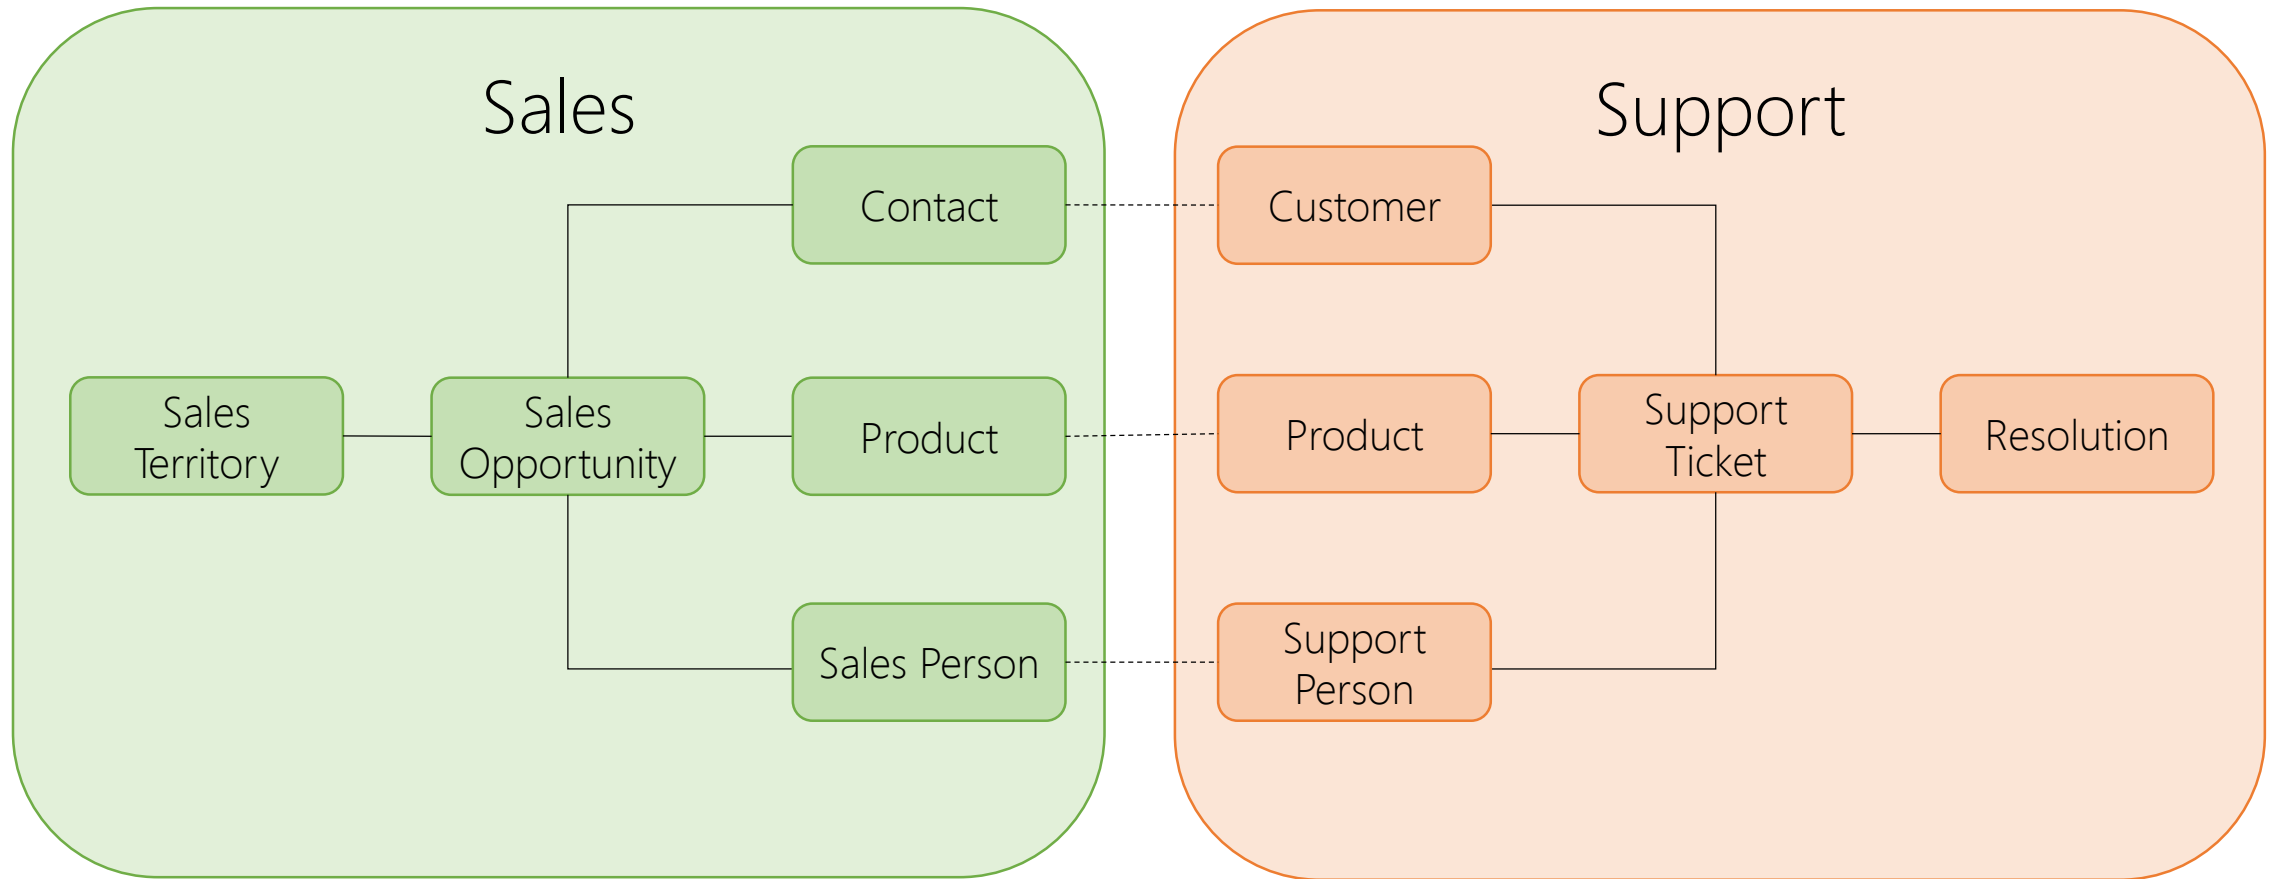 Sales
Contact
Sales
Territory
Sales
Opportunity
Product
Sales Person
Support
Customer
Product
Support
Ticket
Resolution
Support
Person